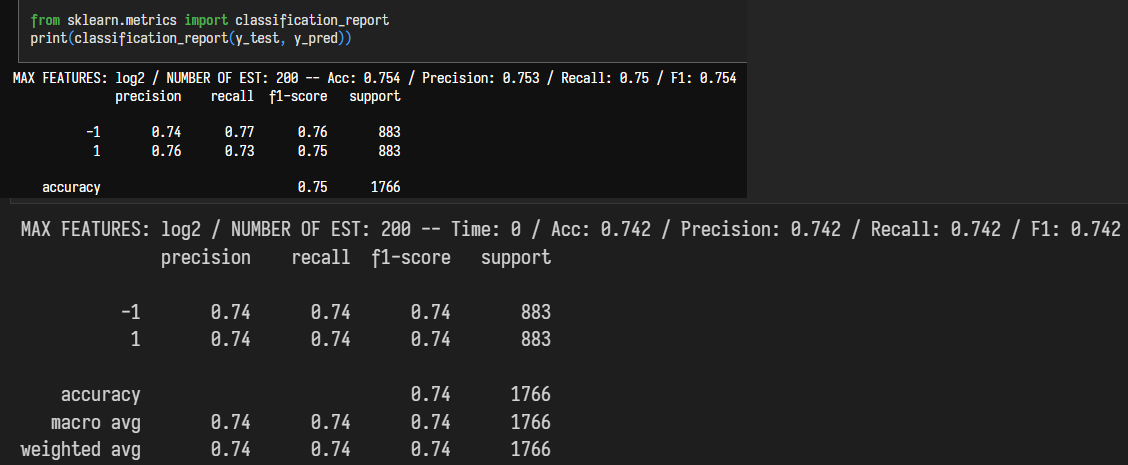 from sklearn.metrics import classification_report
print(classification_report(y_test, y_pred))
MAX FEATURES: log2 / NUMBER OF EST: 200 -- Acc: 0.754 / Precision: 0.753 / Recall: 0.75 / F1: 0.754
precision recall f1-score support
-1 0.74 0.77 0.76 883
1 0.76 0.73 0.75 883
accuracy 0.75 1766
MAX FEATURES: log2 / NUMBER OF EST: 200 -- Time: 0 / Acc: 0.742 / Precision: 0.742 / Recall: 0.742 / F1: 0.742
precision recall f1-score support
-1 0.74 0.74 0.74 883
1 0.74 0.74 0.74 883
accuracy 0.74 1766
macro avg 0.74 0.74 0.74 1766
weighted avg 0.74 0.74 0.74 1766